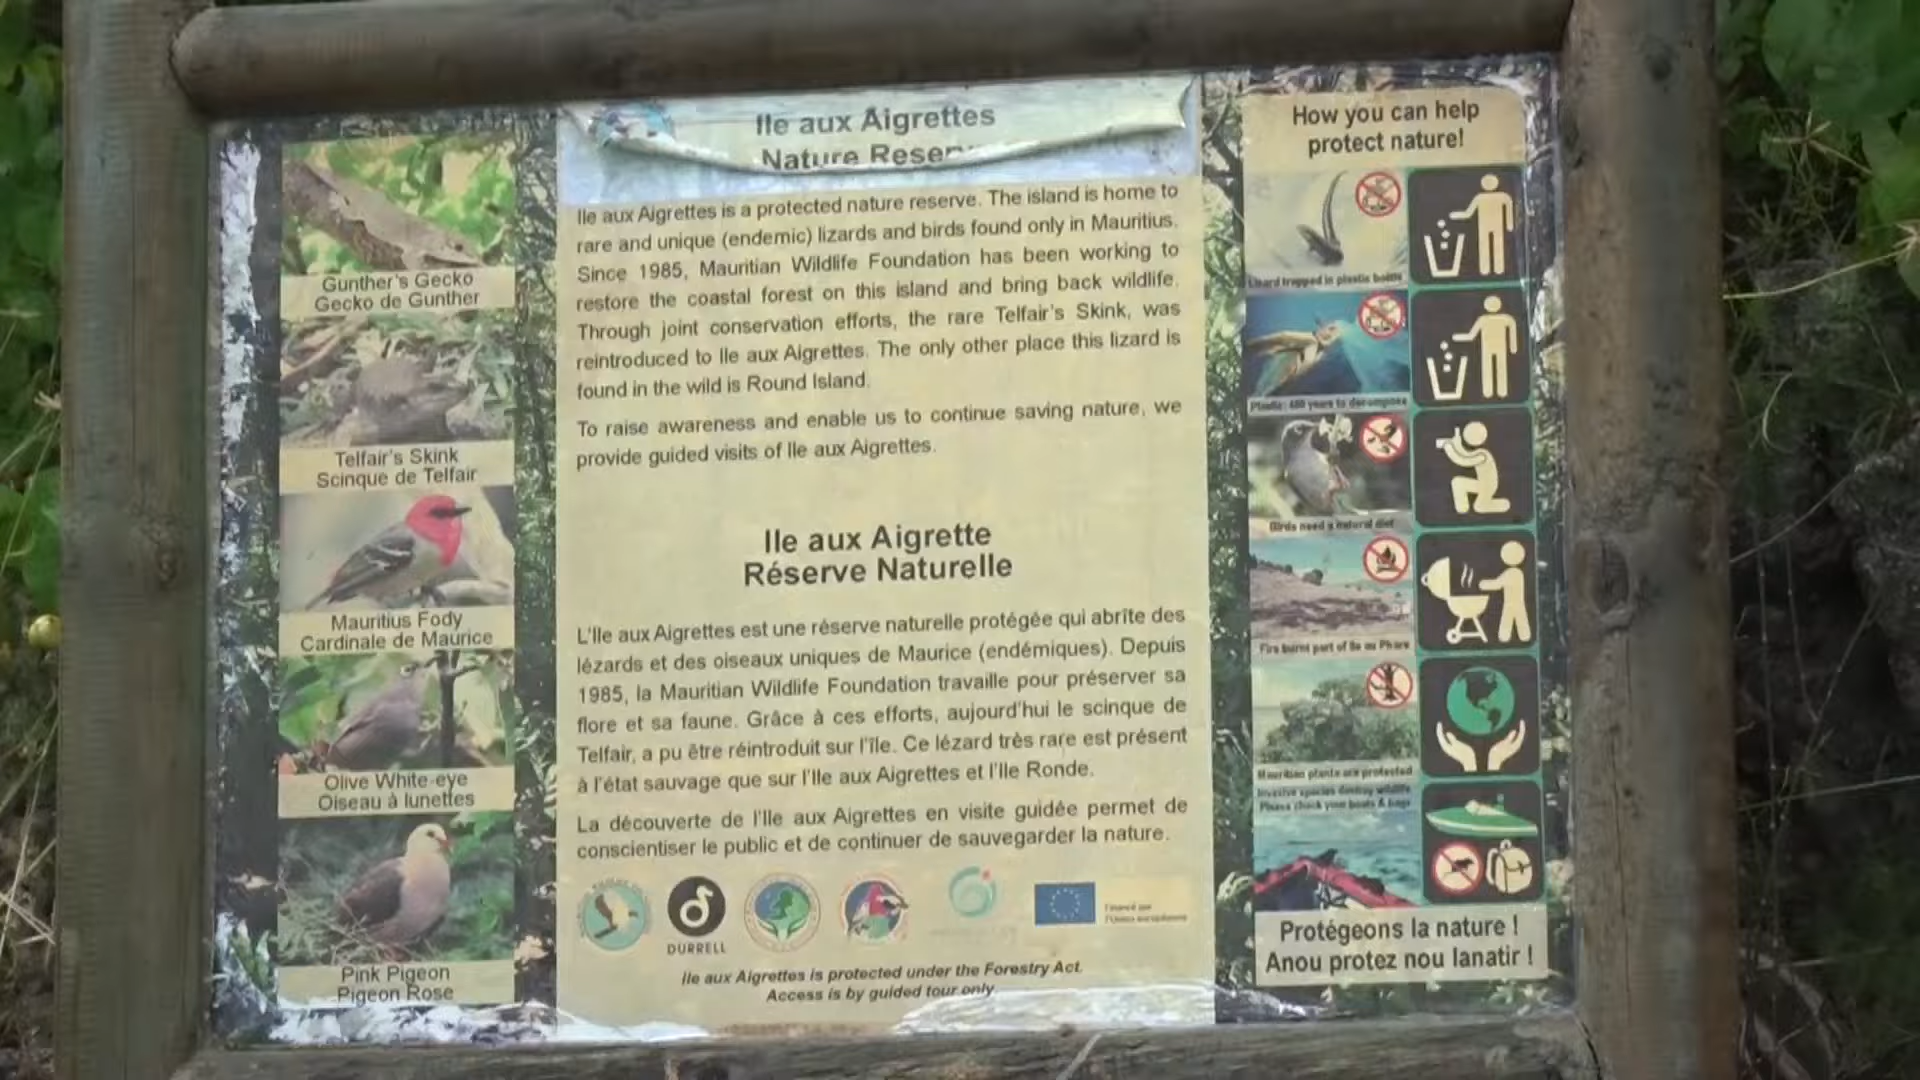 Gunther's Gecko
Gecko de Gunther
Telfair's Skink
Scinque de Telfair
Mauritius Fody
Cardinale de Maurice
Olive White-eye
Oiseau à lunettes
Pink Pigeon
Pigeon Rose
Ile aux Aigrettes
Nature
Ile aux Aigrettes is a protected nature reserve. The island is home to
rare and unique (endemic) lizards and birds found only in Mauritius.
Since 1985, Mauritian Wildlife Foundation has been working to
restore the coastal forest on this island and bring back wildlife.
Through joint conservation efforts, the rare Telfair's Skink, was
reintroduced to Ile aux Aigrettes. The only other place this lizard is
found in the wild is Round Island.
To raise awareness and enable us to continue saving nature, we
provide guided visits of Ile aux Aigrettes.
Ile aux Aigrette
Réserve Naturelle
L'Ile aux Aigrettes est une réserve naturelle protégée qui abrîte des
lézards et des oiseaux uniques de Maurice (endémiques). Depuis
1985, la Mauritian Wildlife Foundation travaille pour préserver sa
flore et sa faune. Grâce à ces efforts, aujourd'hui le scinque de
Telfair, a pu être réintroduit sur l'île. Ce lézard très rare est présent
à l'état sauvage que sur l'Ile aux Aigrettes et l'Ile Ronde.
La découverte de l'Ile aux Aigrettes en visite guidée permet de
conscientiser le public et de continuer de sauvegarder la nature.
DURRELL
Financé par
l'Union européenne
Ile aux Aigrettes is protected under the Forestry Act.
Access is by guided tour only.
How you can help
protect nature!
Lizard trapped in plastic bottle
Plastic: 400 years to decompose
Birds need a natural diet
Fire burnt part of Ile au Phare
Mauritian plants are protected
Invasive species destroy wildlife
Please check your boats & bags
Protégeons la nature !
Anou protez nou lanatir !